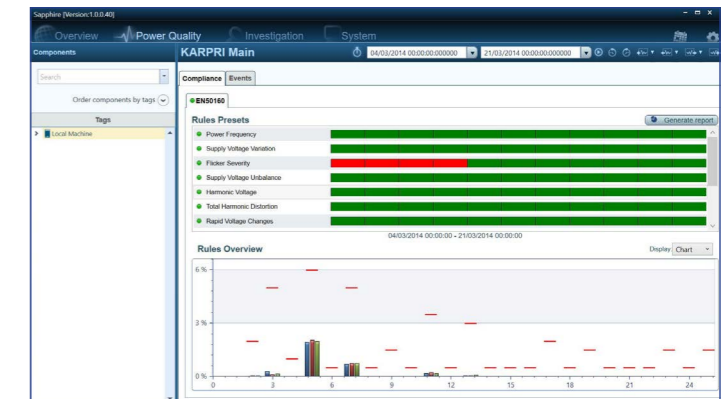 Sapphire [Version:1.0.0.40]
Overview Power Quality Investigation System
Components
KARPRI Main 04/03/2014 00:00:00.000000 21/03/2014 00:00:00.000000
Search
Order components by tags
Tags
Local Machine
Compliance Events
EN50160
Rules Presets Generate report
Power Frequency
Supply Voltage Variation
Flicker Severity
Supply Voltage Unbalance
Harmonic Voltage
Total Harmonic Distortion
Rapid Voltage Changes
04/03/2014 00:00:00 - 21/03/2014 00:00:00
Rules Overview Display Chart
6 %
3 %
0 %
0 3 6 9 12 15 18 21 24